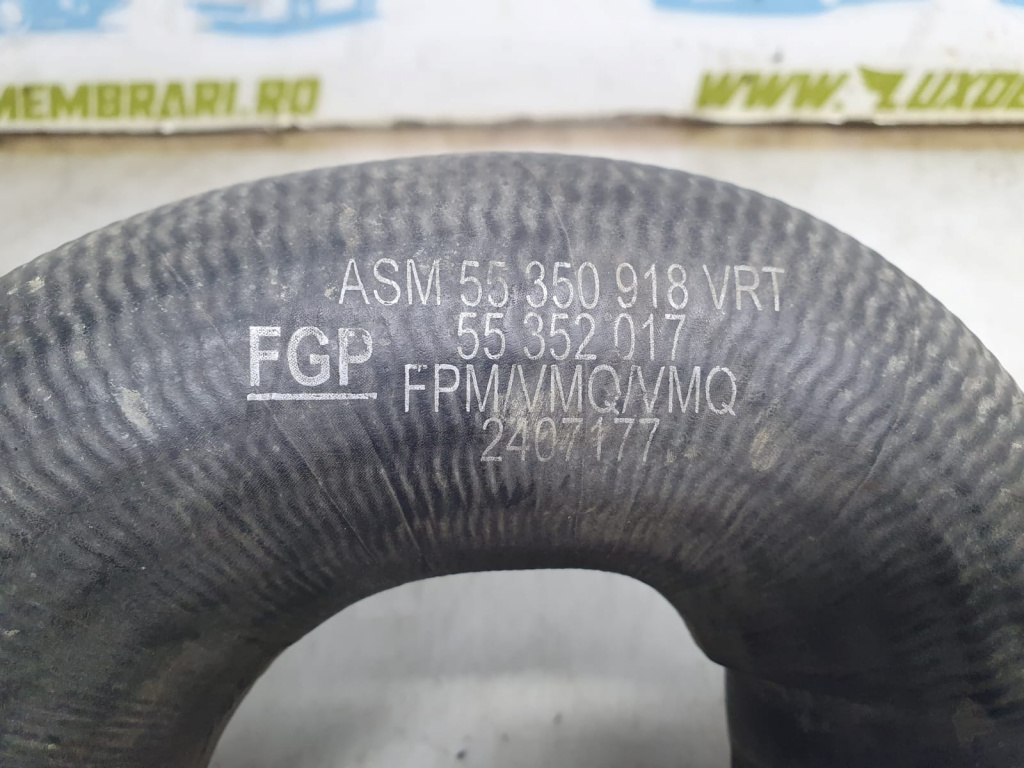 MEMBRARI.RO
WWW.
ASM 55 350 918 VRT
55 352 017
FGP
FPM/VMQ/VMQ
2407177